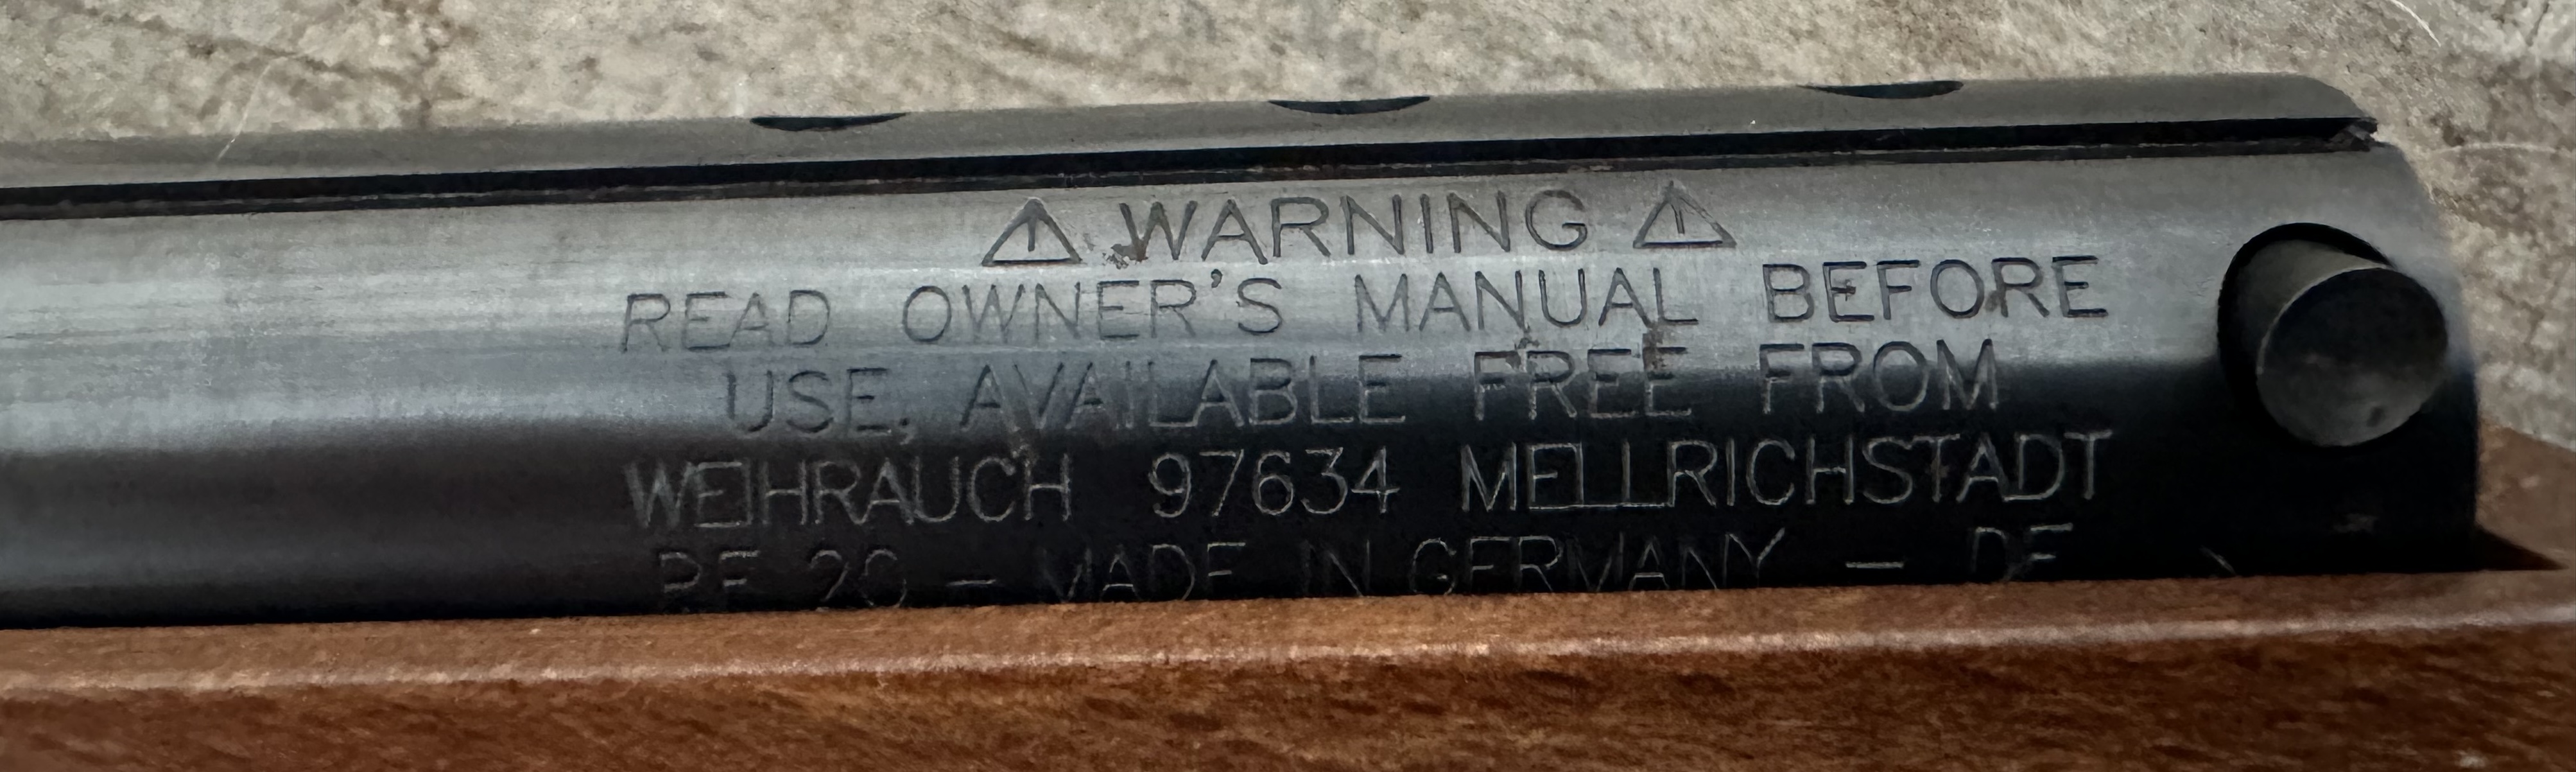 ⚠ WARNING ⚠
READ OWNER'S MANUAL BEFORE
USE, AVAILABLE FREE FROM
WEIHRAUCH 97634 MELLRICHSTADT
MADE IN GERMANY –